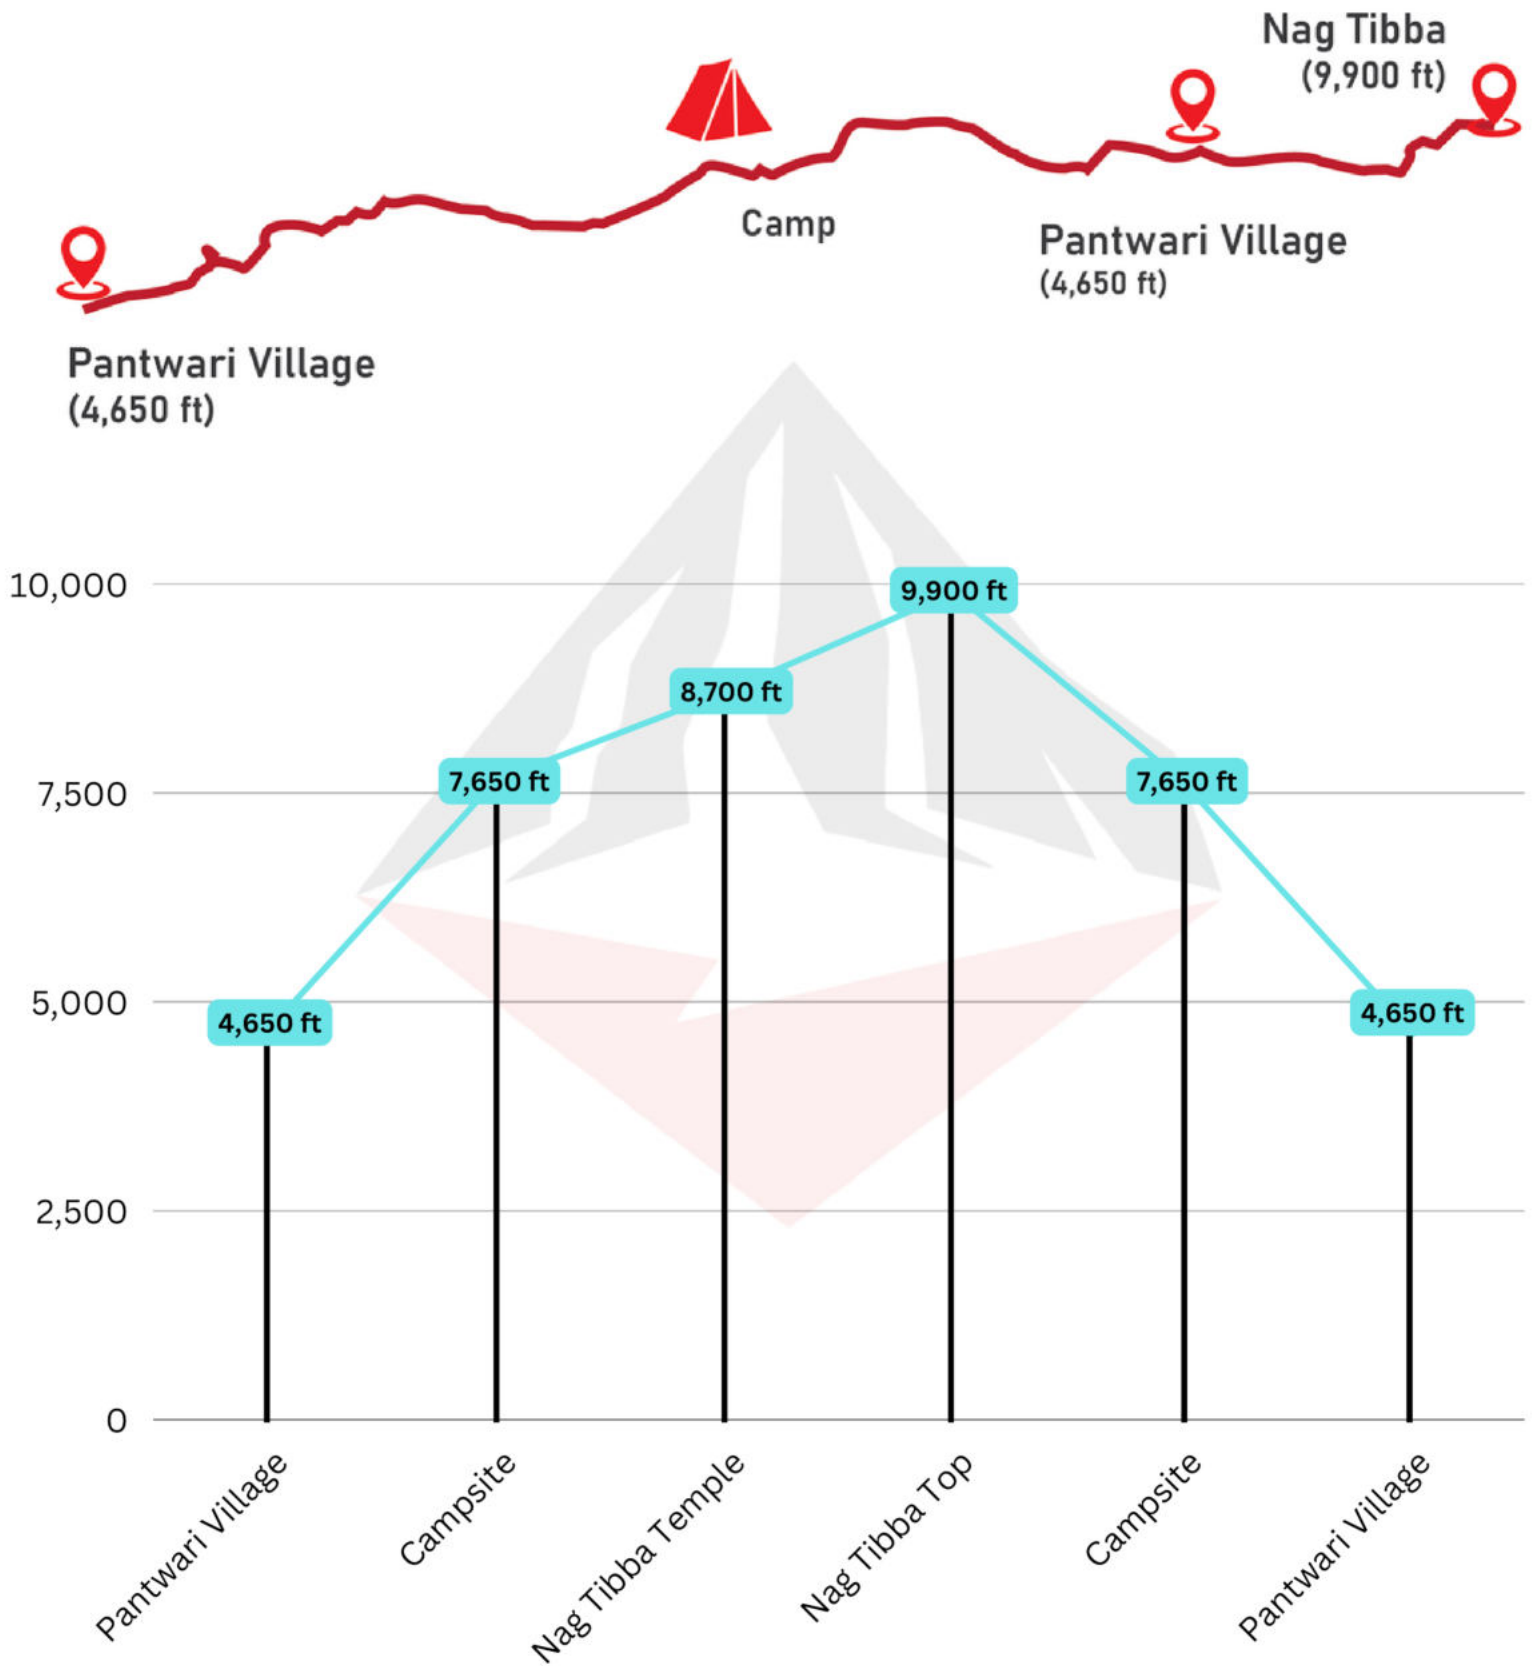 Nag Tibba
(9,900 ft)
Camp
Pantwari Village
(4,650 ft)
Pantwari Village
(4,650 ft)
10,000
9,900 ft
8,700 ft
7,650 ft
7,650 ft
7,500
5,000
4,650 ft
4,650 ft
2,500
0
Pantwari Village
Campsite
Nag Tibba Temple
Nag Tibba Top
Campsite
Pantwari Village